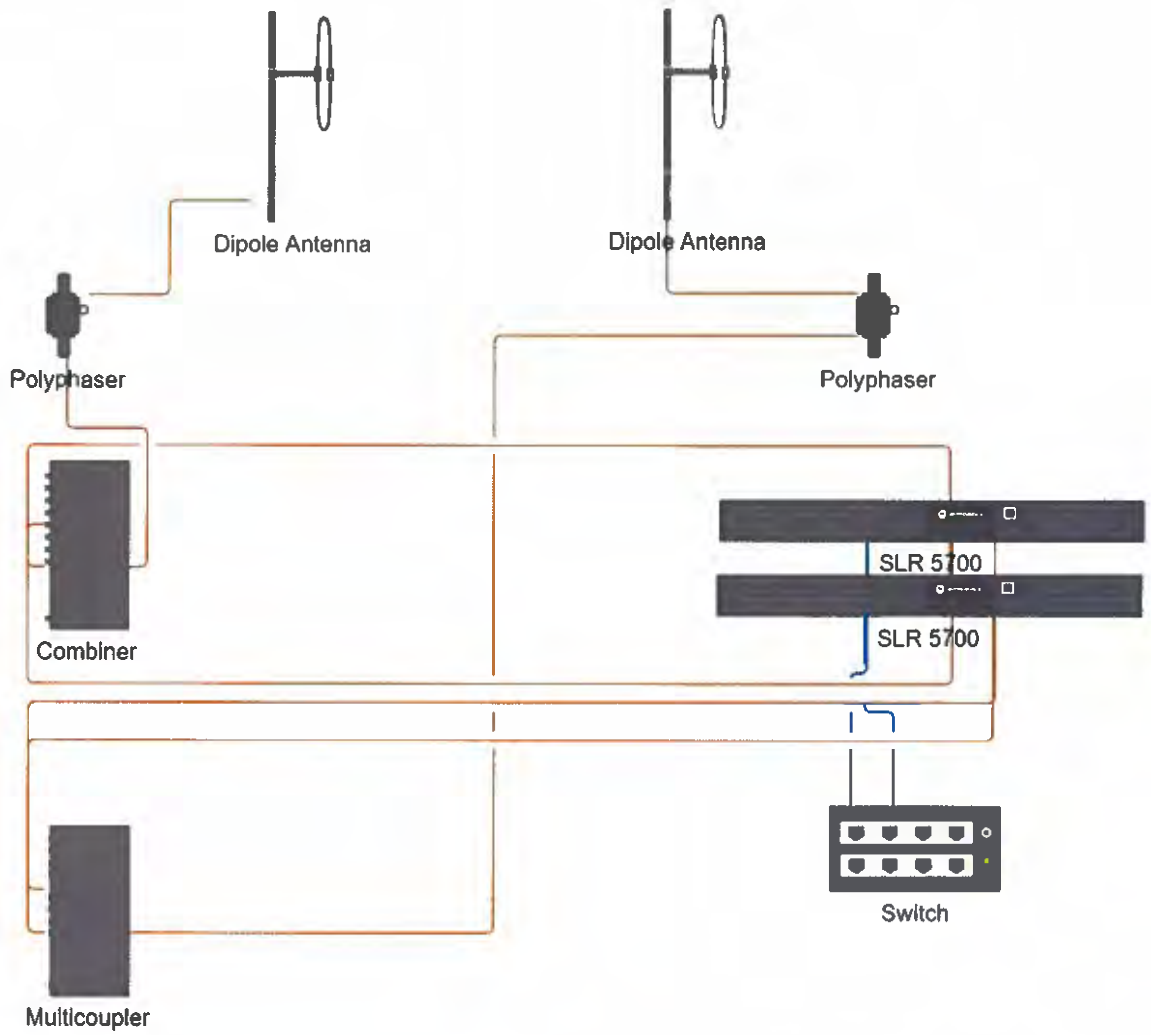 Dipole Antenna
Dipole Antenna
Polyphaser
Polyphaser
SLR 5700
SLR 5700
Combiner
Switch
Multicoupler